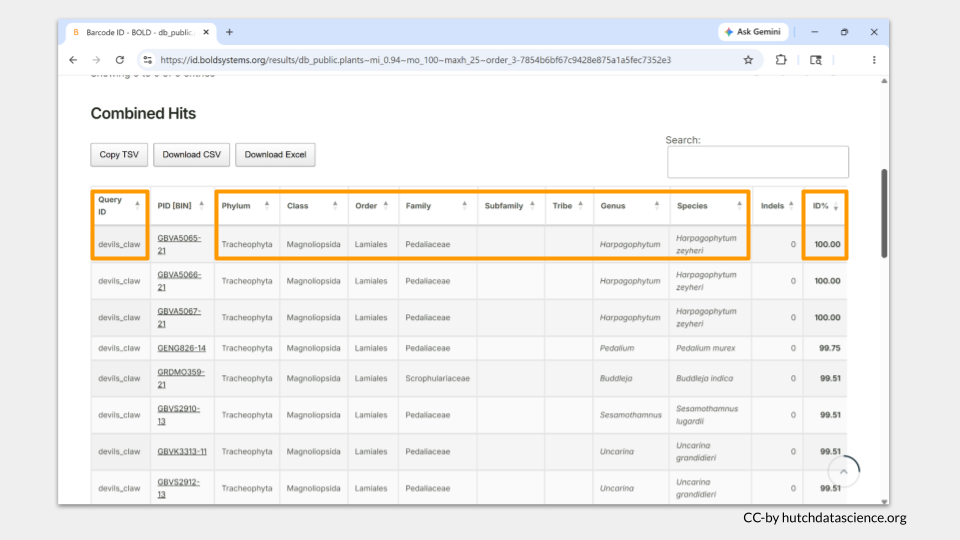 B Barcode ID - BOLD - db_public.
Ask Gemini
https://id.boldsystems.org/results/db_public.plants~mi_0.94~mo_100~maxh_25~order_3-7854b6bf67c9428e875a1a5fec7352e3
Combined Hits
Search:
Copy TSV Download CSV Download Excel
Query ID PID [BIN] Phylum Class Order Family Subfamily Tribe Genus Species Indels ID%
devils_claw GBVA5065-21 Tracheophyta Magnoliopsida Lamiales Pedaliaceae Harpagophytum Harpagophytum zeyheri 0 100.00
devils_claw GBVA5066-21 Tracheophyta Magnoliopsida Lamiales Pedaliaceae Harpagophytum Harpagophytum zeyheri 0 100.00
devils_claw GBVA5067-21 Tracheophyta Magnoliopsida Lamiales Pedaliaceae Harpagophytum Harpagophytum zeyheri 0 100.00
devils_claw GENG826-14 Tracheophyta Magnoliopsida Lamiales Pedaliaceae Pedalium Pedalium murex 0 99.75
devils_claw GRDMO359-21 Tracheophyta Magnoliopsida Lamiales Scrophulariaceae Buddleja Buddleja indica 0 99.51
devils_claw GBVS2910-13 Tracheophyta Magnoliopsida Lamiales Pedaliaceae Sesamothamnus Sesamothamnus lugardii 0 99.51
devils_claw GBVK3313-11 Tracheophyta Magnoliopsida Lamiales Pedaliaceae Uncarina Uncarina grandidieri 0 99.51
devils_claw GBVS2912-13 Tracheophyta Magnoliopsida Lamiales Pedaliaceae Uncarina Uncarina grandidieri 0 99.51
CC-by hutchdatascience.org